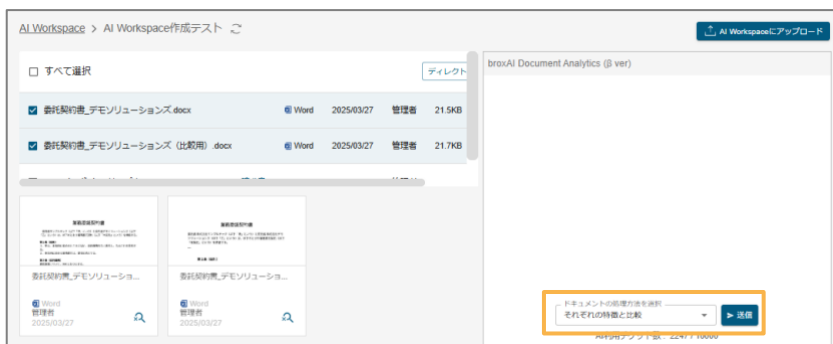 AI Workspace > AI Workspace作成テスト
AI Workspaceにアップロード
すべて選択
ディレクト
broxAI Document Analytics (β ver)
委託契約書_デモソリューションズ.docx Word 2025/03/27 管理者 21.5KB
委託契約書_デモソリューションズ（比較用）.docx Word 2025/03/27 管理者 21.7KB
業務委託契約書
業務委託契約書
委託契約書_デモソリューショ...
委託契約書_デモソリューショ...
Word
管理者
2025/03/27
Word
管理者
2025/03/27
ドキュメントの処理方法を選択
それぞれの特徴と比較
送信